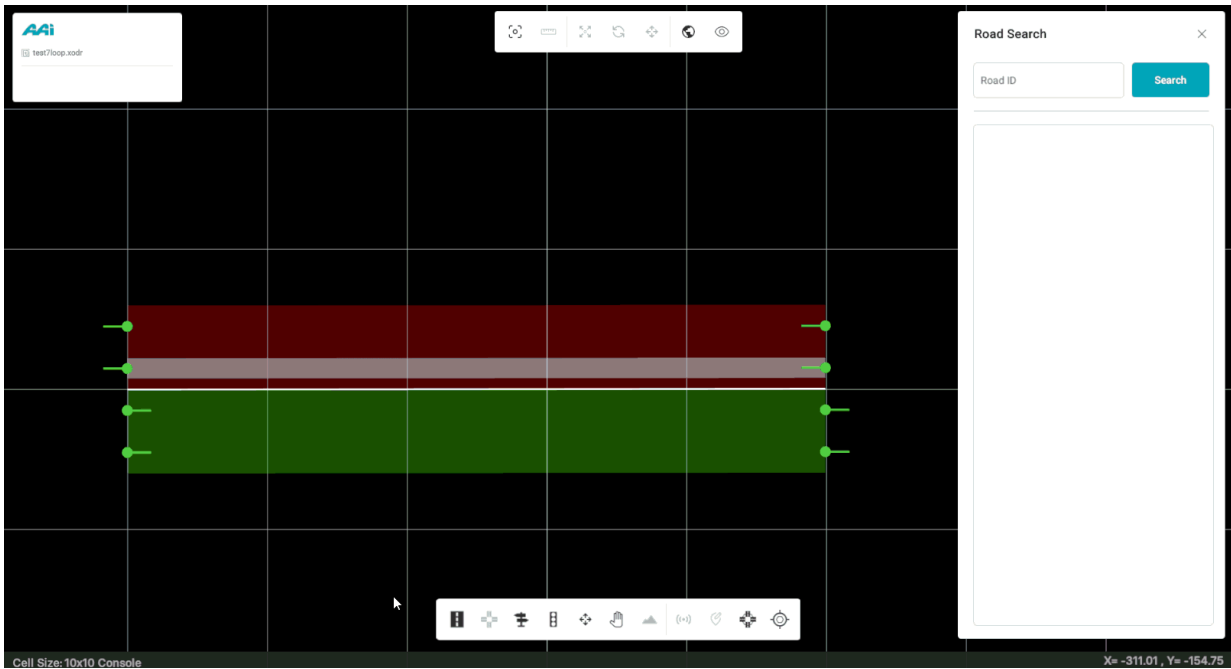 AAi
test7loop.xodr
Road Search
Road ID
Search
Cell Size:10x10 Console
X= -311.01 , Y= -154.75